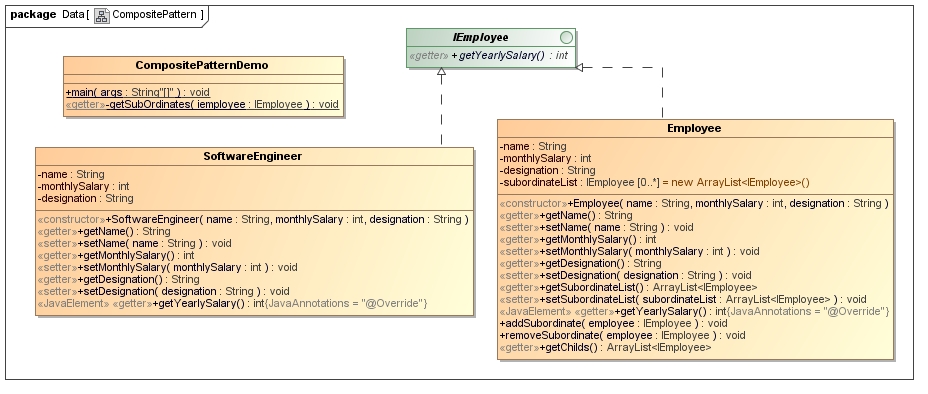 package Data [ CompositePattern ]
IEmployee
«getter» +getYearlySalary() : int
CompositePatternDemo
+main( args : String"[]" ) : void
«getter»-getSubOrdinates( iemployee : IEmployee ) : void
SoftwareEngineer
-name : String
-monthlySalary : int
-designation : String
«constructor»+SoftwareEngineer( name : String, monthlySalary : int, designation : String )
«getter»+getName() : String
«setter»+setName( name : String ) : void
«getter»+getMonthlySalary() : int
«setter»+setMonthlySalary( monthlySalary : int ) : void
«getter»+getDesignation() : String
«setter»+setDesignation( designation : String ) : void
«JavaElement» «getter»+getYearlySalary() : int{JavaAnnotations = "@Override"}
Employee
-name : String
-monthlySalary : int
-designation : String
-subordinateList : IEmployee [0..*] = new ArrayList<IEmployee>()
«constructor»+Employee( name : String, monthlySalary : int, designation : String )
«getter»+getName() : String
«setter»+setName( name : String ) : void
«getter»+getMonthlySalary() : int
«setter»+setMonthlySalary( monthlySalary : int ) : void
«getter»+getDesignation() : String
«setter»+setDesignation( designation : String ) : void
«getter»+getSubordinateList() : ArrayList<IEmployee>
«setter»+setSubordinateList( subordinateList : ArrayList<IEmployee> ) : void
«JavaElement» «getter»+getYearlySalary() : int{JavaAnnotations = "@Override"}
+addSubordinate( employee : IEmployee ) : void
+removeSubordinate( employee : IEmployee ) : void
«getter»+getChilds() : ArrayList<IEmployee>